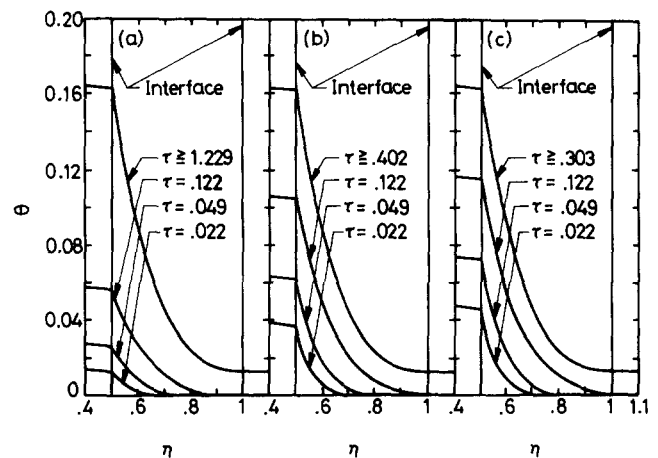 0.20
0.16
0.12
0.08
0.04
0
θ
(a)
Interface
τ ≧ 1.229
τ = .122
τ = .049
τ = .022
.4 .6 .8 1
η
(b)
Interface
τ ≧ .402
τ = .122
τ = .049
τ = .022
.4 .6 .8 1
η
(c)
Interface
τ ≧ .303
τ = .122
τ = .049
τ = .022
.4 .6 .8 1 1.1
η